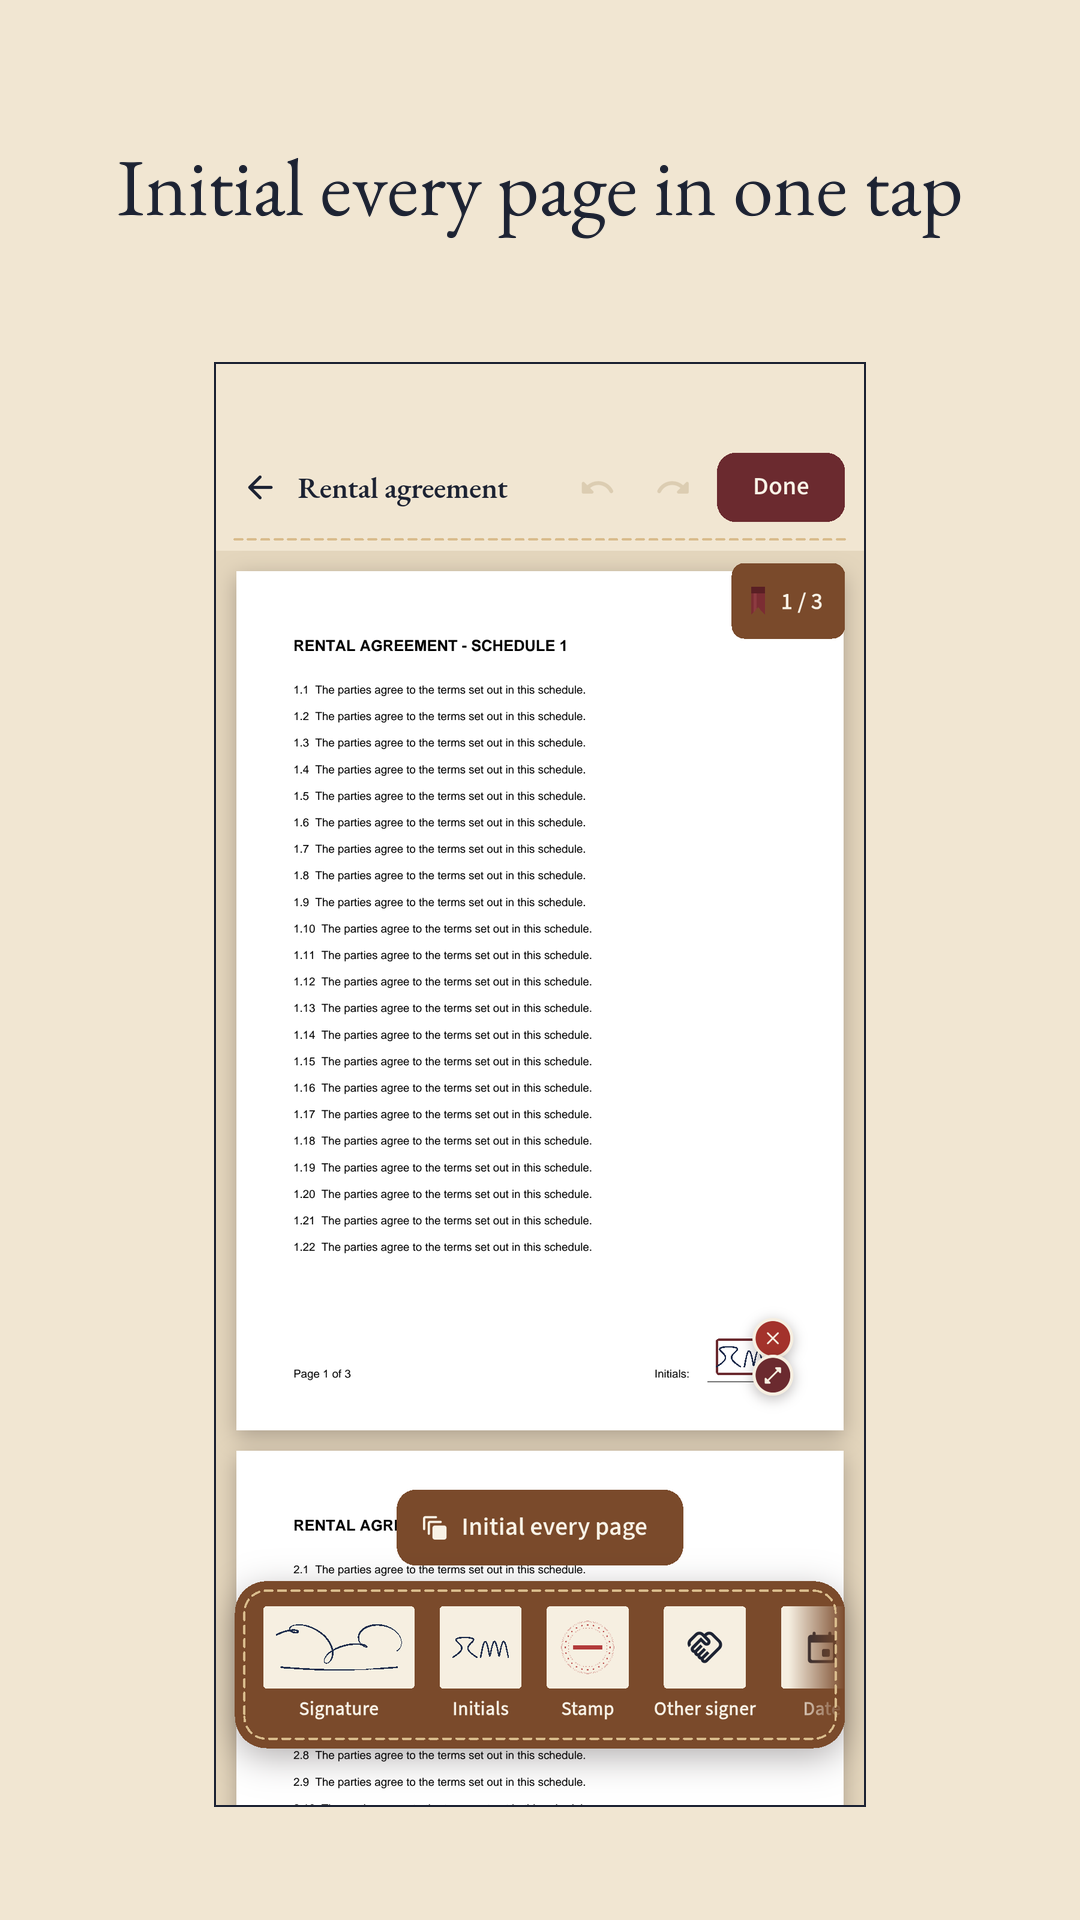 Initial every page in one tap
Rental agreement
Done
1 / 3
RENTAL AGREEMENT - SCHEDULE 1
1.1 The parties agree to the terms set out in this schedule.
1.2 The parties agree to the terms set out in this schedule.
1.3 The parties agree to the terms set out in this schedule.
1.4 The parties agree to the terms set out in this schedule.
1.5 The parties agree to the terms set out in this schedule.
1.6 The parties agree to the terms set out in this schedule.
1.7 The parties agree to the terms set out in this schedule.
1.8 The parties agree to the terms set out in this schedule.
1.9 The parties agree to the terms set out in this schedule.
1.10 The parties agree to the terms set out in this schedule.
1.11 The parties agree to the terms set out in this schedule.
1.12 The parties agree to the terms set out in this schedule.
1.13 The parties agree to the terms set out in this schedule.
1.14 The parties agree to the terms set out in this schedule.
1.15 The parties agree to the terms set out in this schedule.
1.16 The parties agree to the terms set out in this schedule.
1.17 The parties agree to the terms set out in this schedule.
1.18 The parties agree to the terms set out in this schedule.
1.19 The parties agree to the terms set out in this schedule.
1.20 The parties agree to the terms set out in this schedule.
1.21 The parties agree to the terms set out in this schedule.
1.22 The parties agree to the terms set out in this schedule.
Page 1 of 3
Initials:
RENTAL
Initial every page
2.1 The parties agree to the terms set out in this schedule.
Signature
Initials
Stamp
Other signer
Date
2.8 The parties agree to the terms set out in this schedule.
2.9 The parties agree to the terms set out in this schedule.